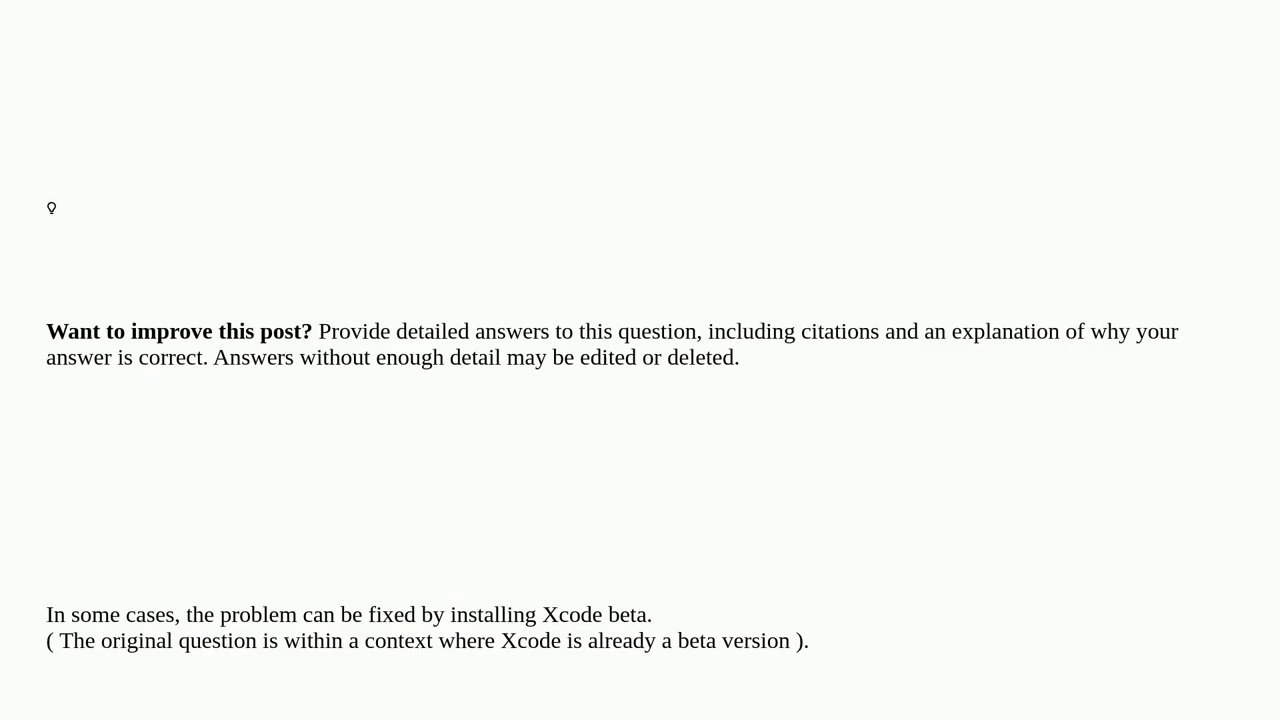 Want to improve this post? Provide detailed answers to this question, including citations and an explanation of why your
answer is correct. Answers without enough detail may be edited or deleted.
In some cases, the problem can be fixed by installing Xcode beta.
( The original question is within a context where Xcode is already a beta version ).